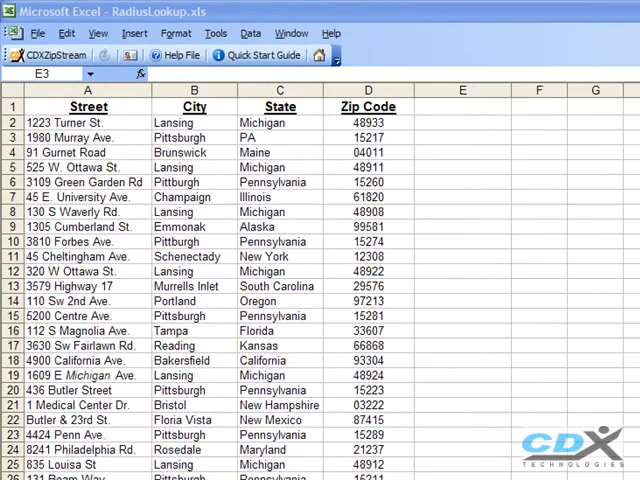 Microsoft Excel - RadiusLookup.xls
File Edit View Insert Format Tools Data Window Help
CDXZipStream Help File Quick Start Guide
E3 fx
A B C D E F G
1 Street City State Zip Code
2 1223 Turner St. Lansing Michigan 48933
3 1980 Murray Ave. Pittsburgh PA 15217
4 91 Gurnet Road Brunswick Maine 04011
5 525 W. Ottawa St. Lansing Michigan 48911
6 3109 Green Garden Rd Pittburgh Pennsylvania 15260
7 45 E. University Ave. Champaign Illinois 61820
8 130 S Waverly Rd. Lansing Michigan 48908
9 1305 Cumberland St. Emmonak Alaska 99581
10 3810 Forbes Ave. Pittburgh Pennsylvania 15274
11 45 Cheltingham Ave. Schenectady New York 12308
12 320 W Ottawa St. Lansing Michigan 48922
13 3579 Highway 17 Murrells Inlet South Carolina 29576
14 110 Sw 2nd Ave. Portland Oregon 97213
15 5200 Centre Ave. Pittsburgh Pennsylvania 15281
16 112 S Magnolia Ave. Tampa Florida 33607
17 3630 Sw Fairlawn Rd. Reading Kansas 66868
18 4900 California Ave. Bakersfield California 93304
19 1609 E Michigan Ave. Lansing Michigan 48924
20 436 Butler Street Pittsburgh Pennsylvania 15223
21 1 Medical Center Dr. Bristol New Hampshire 03222
22 Butler & 23rd St. Floria Vista New Mexico 87415
23 4424 Penn Ave. Pittsburgh Pennsylvania 15289
24 8241 Philadelphia Rd. Rosedale Maryland 21237
25 835 Louisa St Lansing Michigan 48912
26 131 Beam Way Pittsburgh Pennsylvania 15211
CDX
TECHNOLOGIES